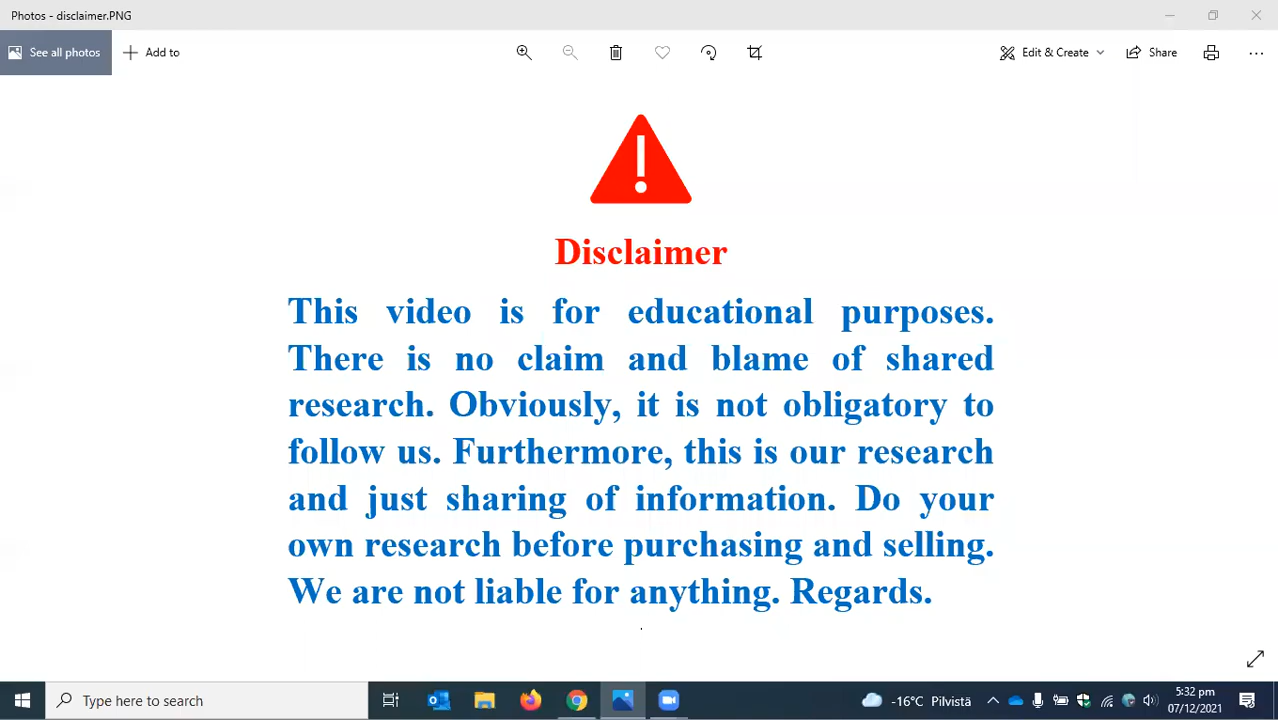 Photos - disclaimer.PNG
See all photos
Add to
Edit & Create
Share
Disclaimer
This video is for educational purposes.
There is no claim and blame of shared
research. Obviously, it is not obligatory to
follow us. Furthermore, this is our research
and just sharing of information. Do your
own research before purchasing and selling.
We are not liable for anything. Regards.
Type here to search
-16°C Pilvistä
5:32 pm
07/12/2021